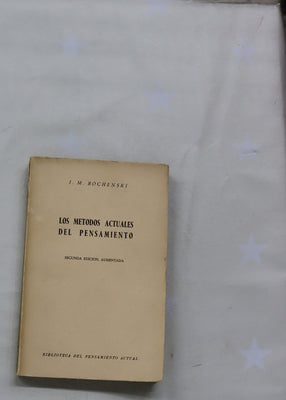 I. M. BOCHENSKI
LOS METODOS ACTUALES
DEL PENSAMIENTO
SEGUNDA EDICION, AUMENTADA
BIBLIOTECA DEL PENSAMIENTO ACTUAL